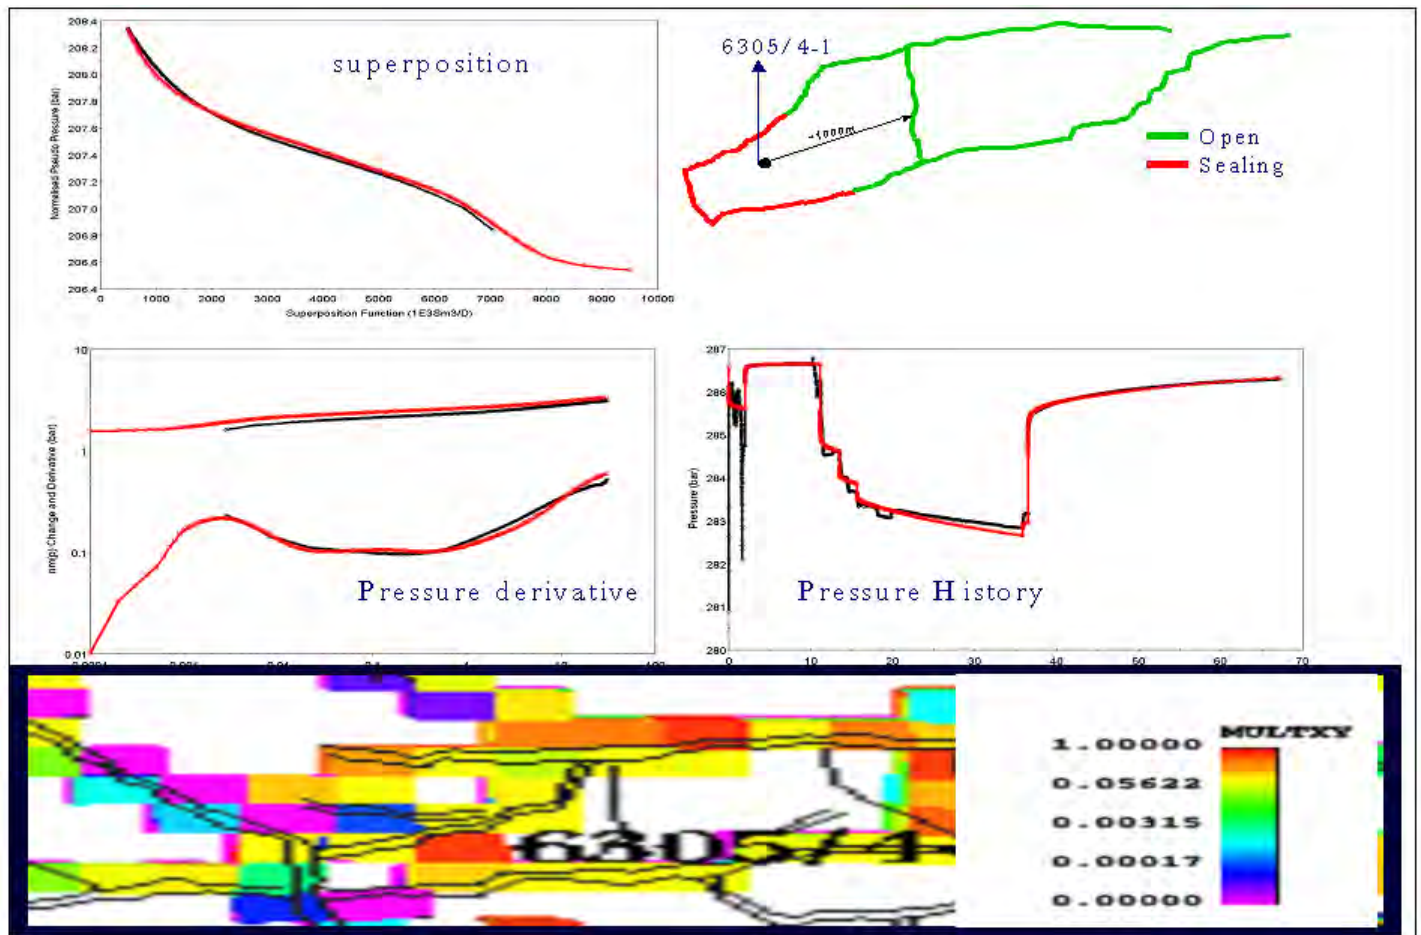 208.4
208.2
208.0
207.8
207.6
207.4
207.2
207.0
206.8
206.6
206.4
Normalised Pseudo Pressure (bar)
superposition
0 1000 2000 3000 4000 5000 6000 7000 8000 9000 10000
Superposition Function (1E3Sm3/D)
6305/4-1
~1000m
Open
Sealing
10
1
0.1
0.01
nm(p) Change and Derivative (bar)
Pressure derivative
287
286
285
284
283
282
281
280
Pressure (bar)
Pressure History
0 10 20 30 40 50 60 70
6305/4
MULTXY
1.00000
0.05622
0.00315
0.00017
0.00000